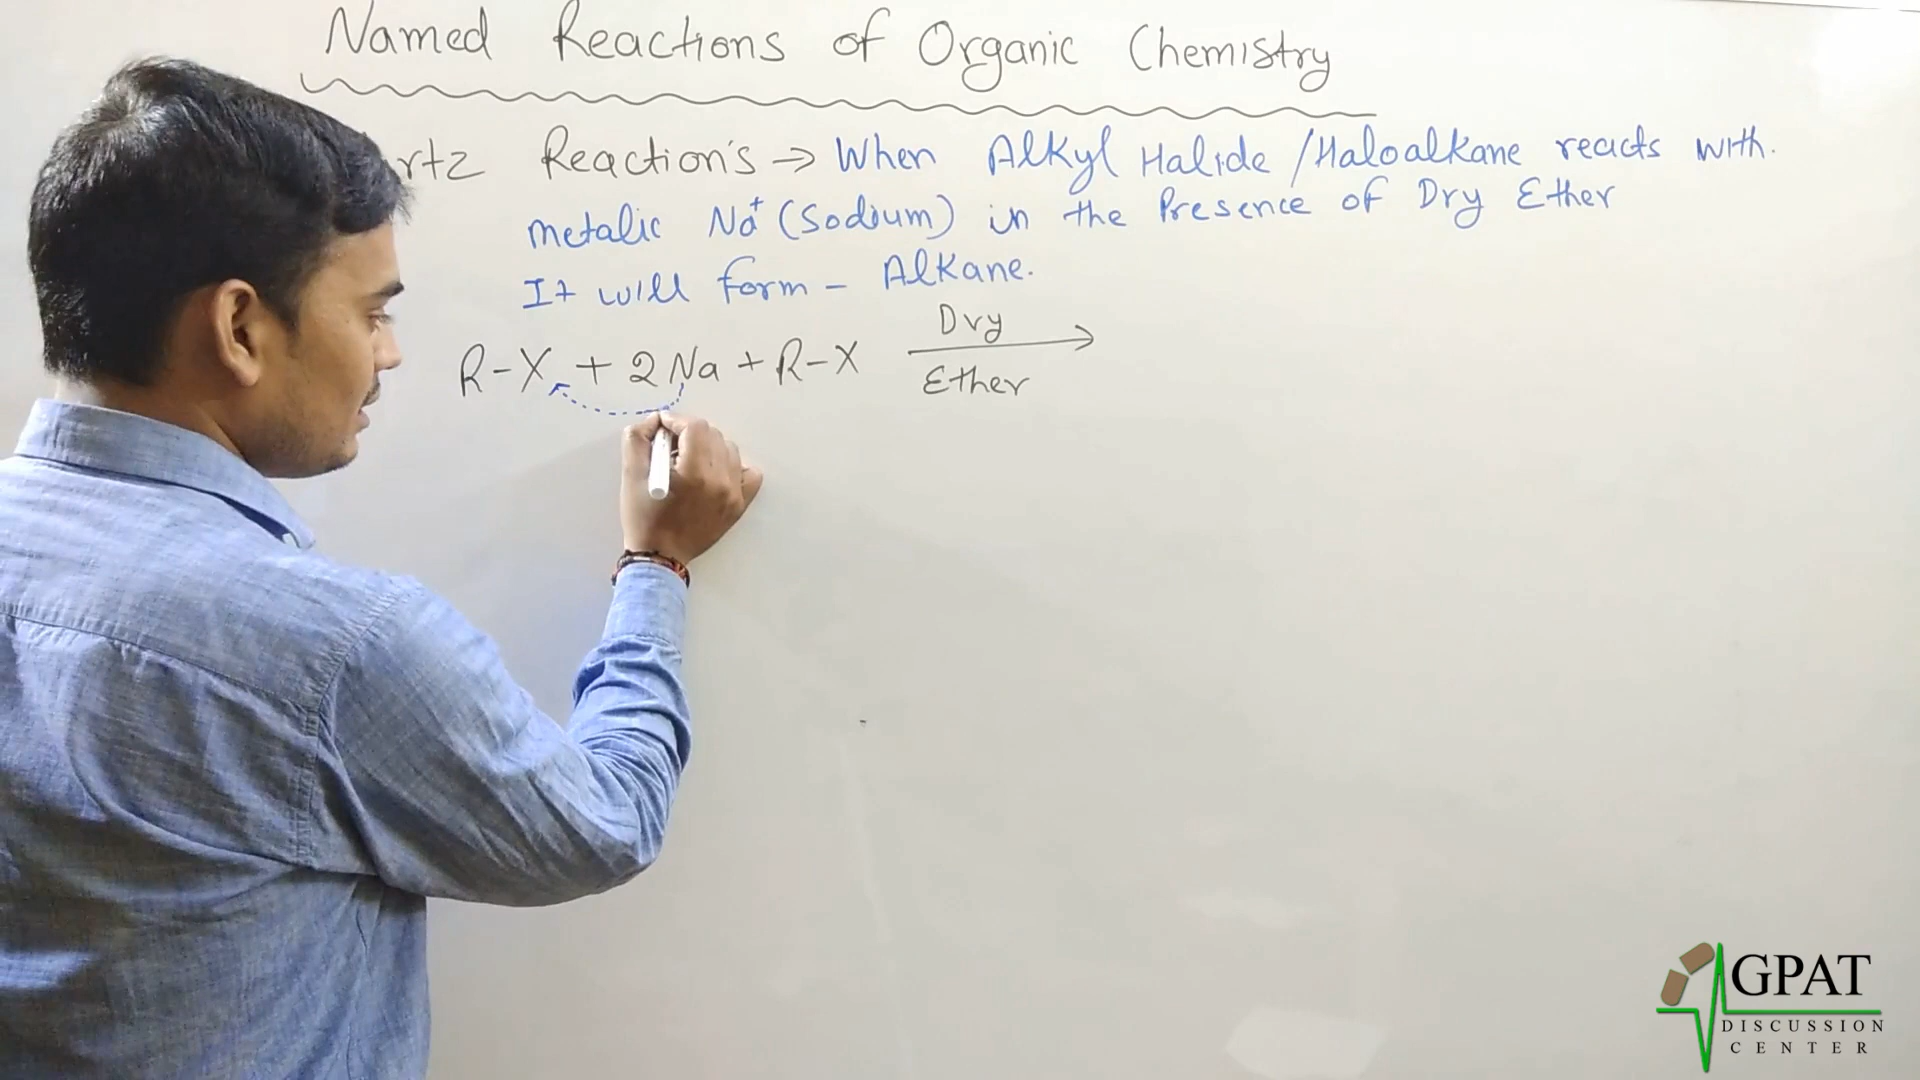 Named Reactions of Organic Chemistry
rtz Reaction's → When Alkyl Halide / Haloalkane reacts with.
metalic Na⁺ (Sodium) in the Presence of Dry Ether
It will form - Alkane.
R-X + 2Na + R-X Dry Ether →
GPAT
DISCUSSION
CENTER